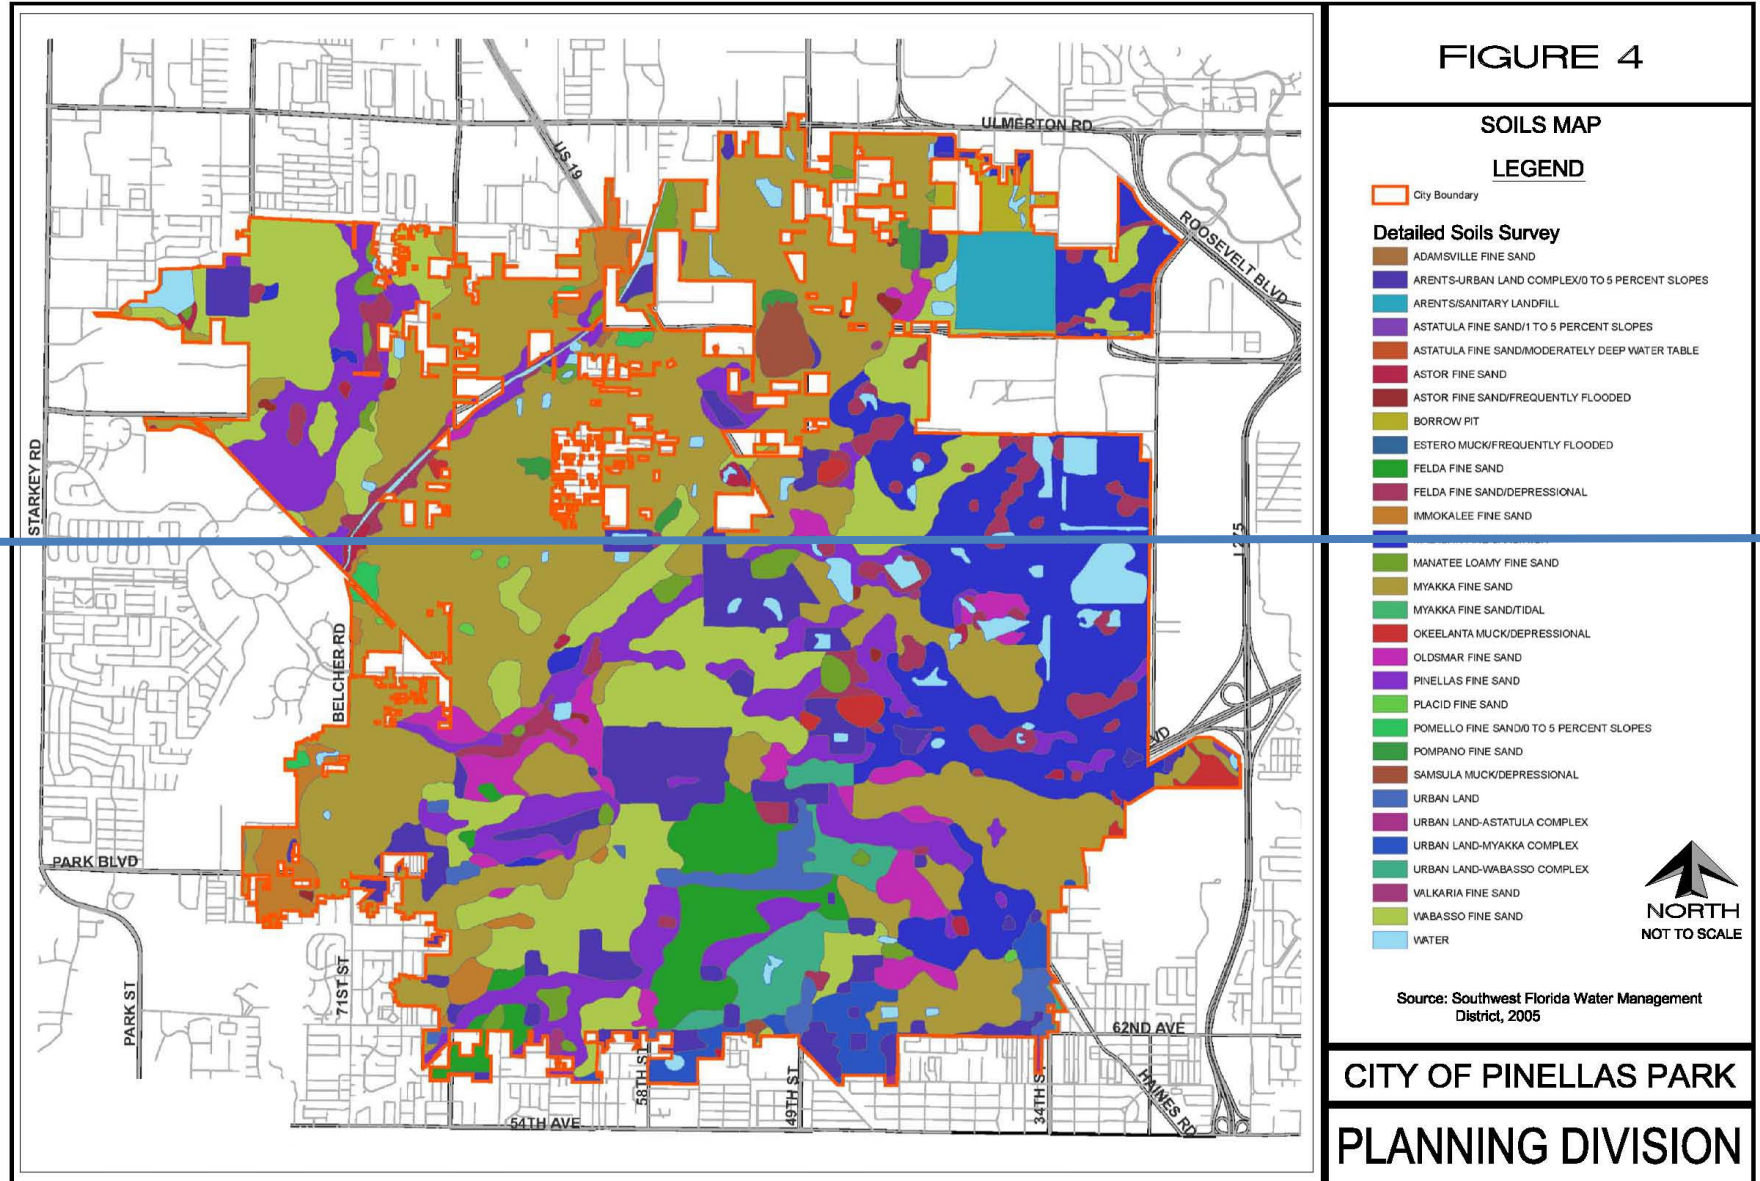 FIGURE 4
SOILS MAP
LEGEND
City Boundary
Detailed Soils Survey
ADAMSVILLE FINE SAND
ARENTS-URBAN LAND COMPLEX/0 TO 5 PERCENT SLOPES
ARENTS/SANITARY LANDFILL
ASTATULA FINE SAND/1 TO 5 PERCENT SLOPES
ASTATULA FINE SAND/MODERATELY DEEP WATER TABLE
ASTOR FINE SAND
ASTOR FINE SAND/FREQUENTLY FLOODED
BORROW PIT
ESTERO MUCK/FREQUENTLY FLOODED
FELDA FINE SAND
FELDA FINE SAND/DEPRESSIONAL
IMMOKALEE FINE SAND
MANATEE LOAMY FINE SAND
MYAKKA FINE SAND
MYAKKA FINE SAND/TIDAL
OKEELANTA MUCK/DEPRESSIONAL
OLDSMAR FINE SAND
PINELLAS FINE SAND
PLACID FINE SAND
POMELLO FINE SAND/0 TO 5 PERCENT SLOPES
POMPANO FINE SAND
SAMSULA MUCK/DEPRESSIONAL
URBAN LAND
URBAN LAND-ASTATULA COMPLEX
URBAN LAND-MYAKKA COMPLEX
URBAN LAND-WABASSO COMPLEX
VALKARIA FINE SAND
WABASSO FINE SAND
WATER
NORTH
NOT TO SCALE
Source: Southwest Florida Water Management
District, 2005
CITY OF PINELLAS PARK
PLANNING DIVISION
ULMERTON RD
US 19
ROOSEVELT BLVD
STARKEY RD
BELCHER RD
PARK BLVD
PARK ST
71ST ST
62ND AVE
58TH ST
49TH ST
34TH S
HAINES RD
54TH AVE